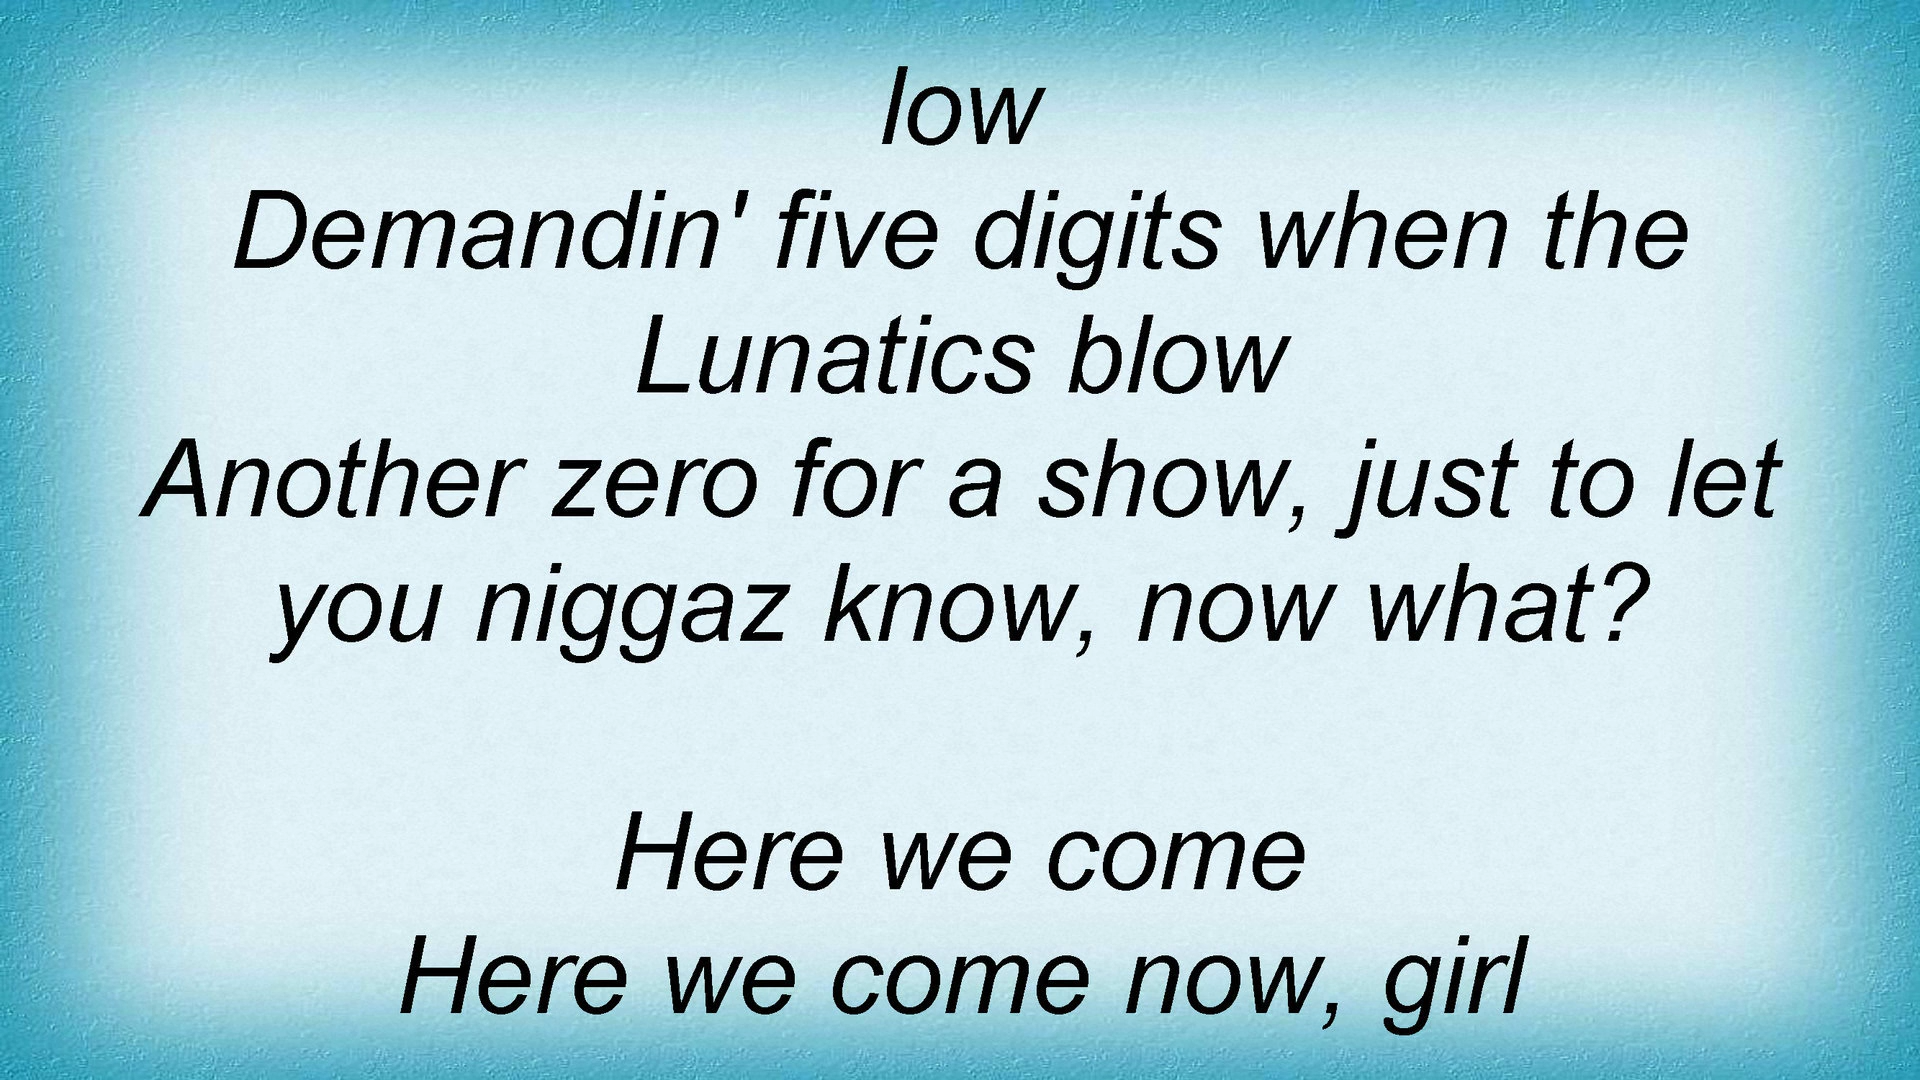 low
Demandin' five digits when the
Lunatics blow
Another zero for a show, just to let
you niggaz know, now what?
Here we come
Here we come now, girl